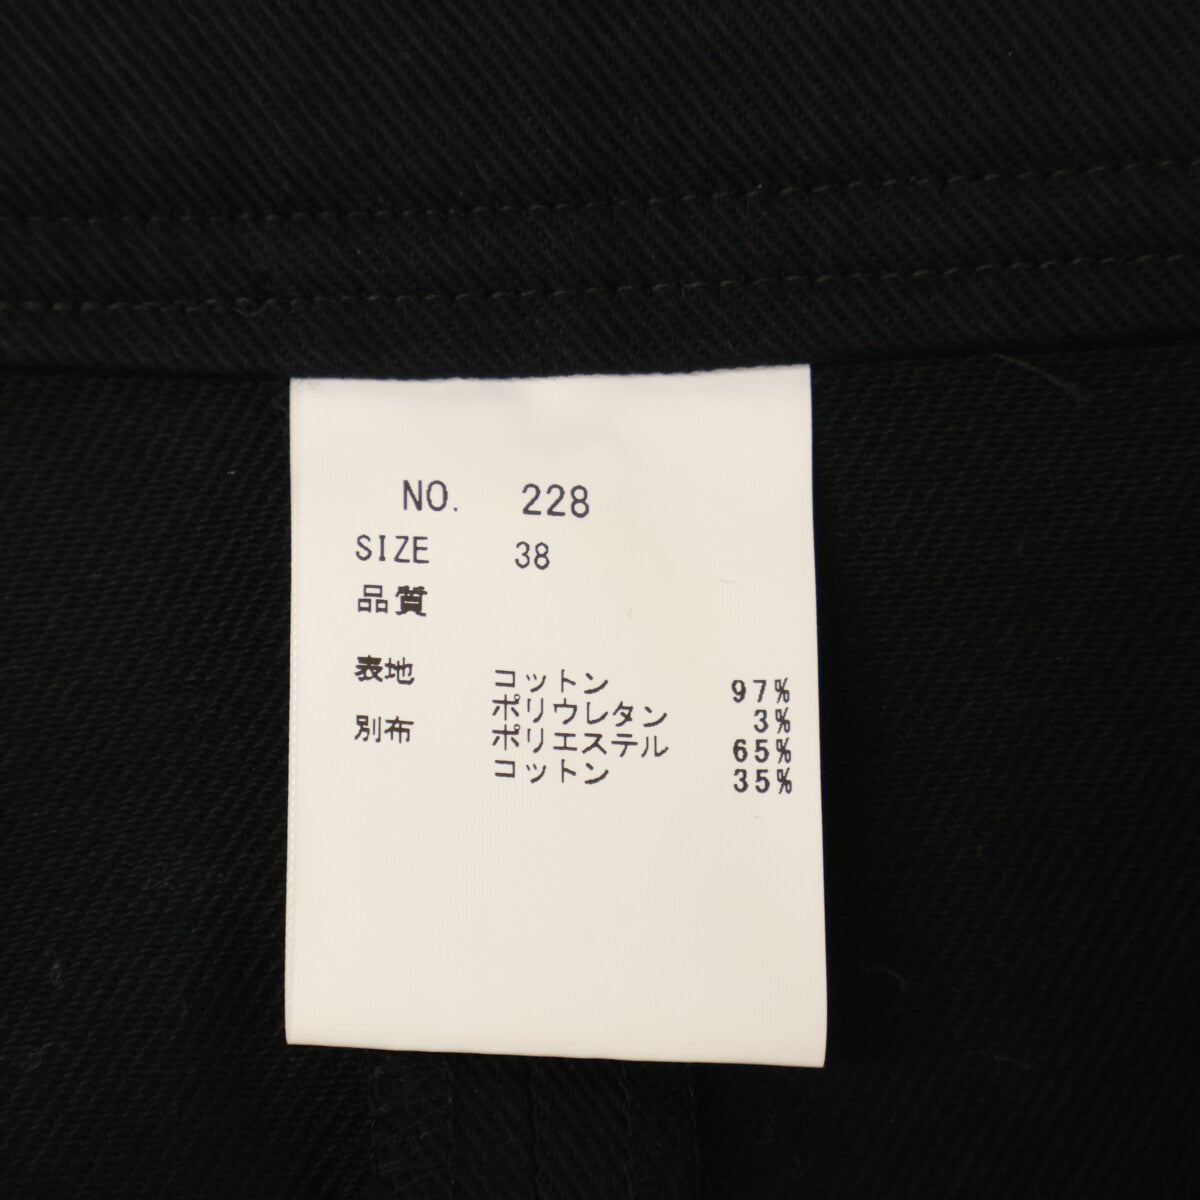 NO. 228
SIZE 38
品質
表地 コットン 97%
ポリウレタン 3%
別布 ポリエステル 65%
コットン 35%